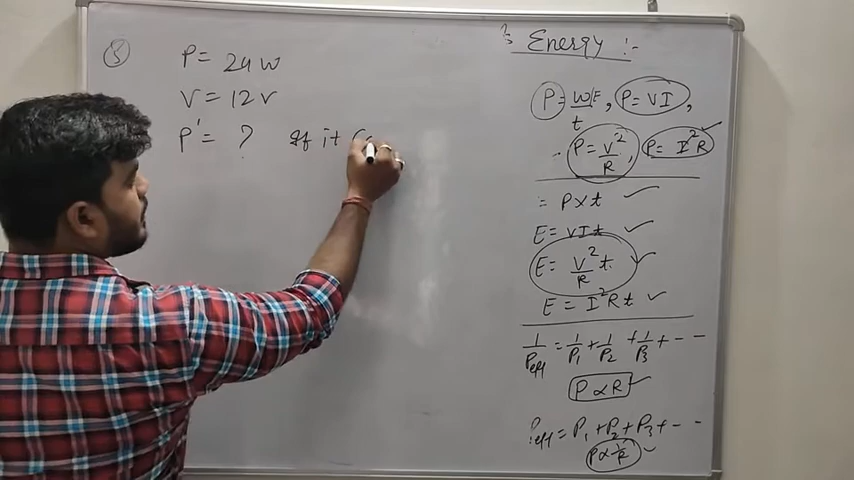 (8)
P = 24 W
V = 12 V
P' = ? If it
Energy :-
P = W/E / t , P = VI ,
P = V²/R , P = I²R
= P x t
E = VIt
E = V²/R t
E = I²Rt
1/Peff = 1/P1 + 1/P2 + 1/P3 + - -
P ∝ R
Peff = P1 + P2 + P3 + - -
P ∝ 1/R